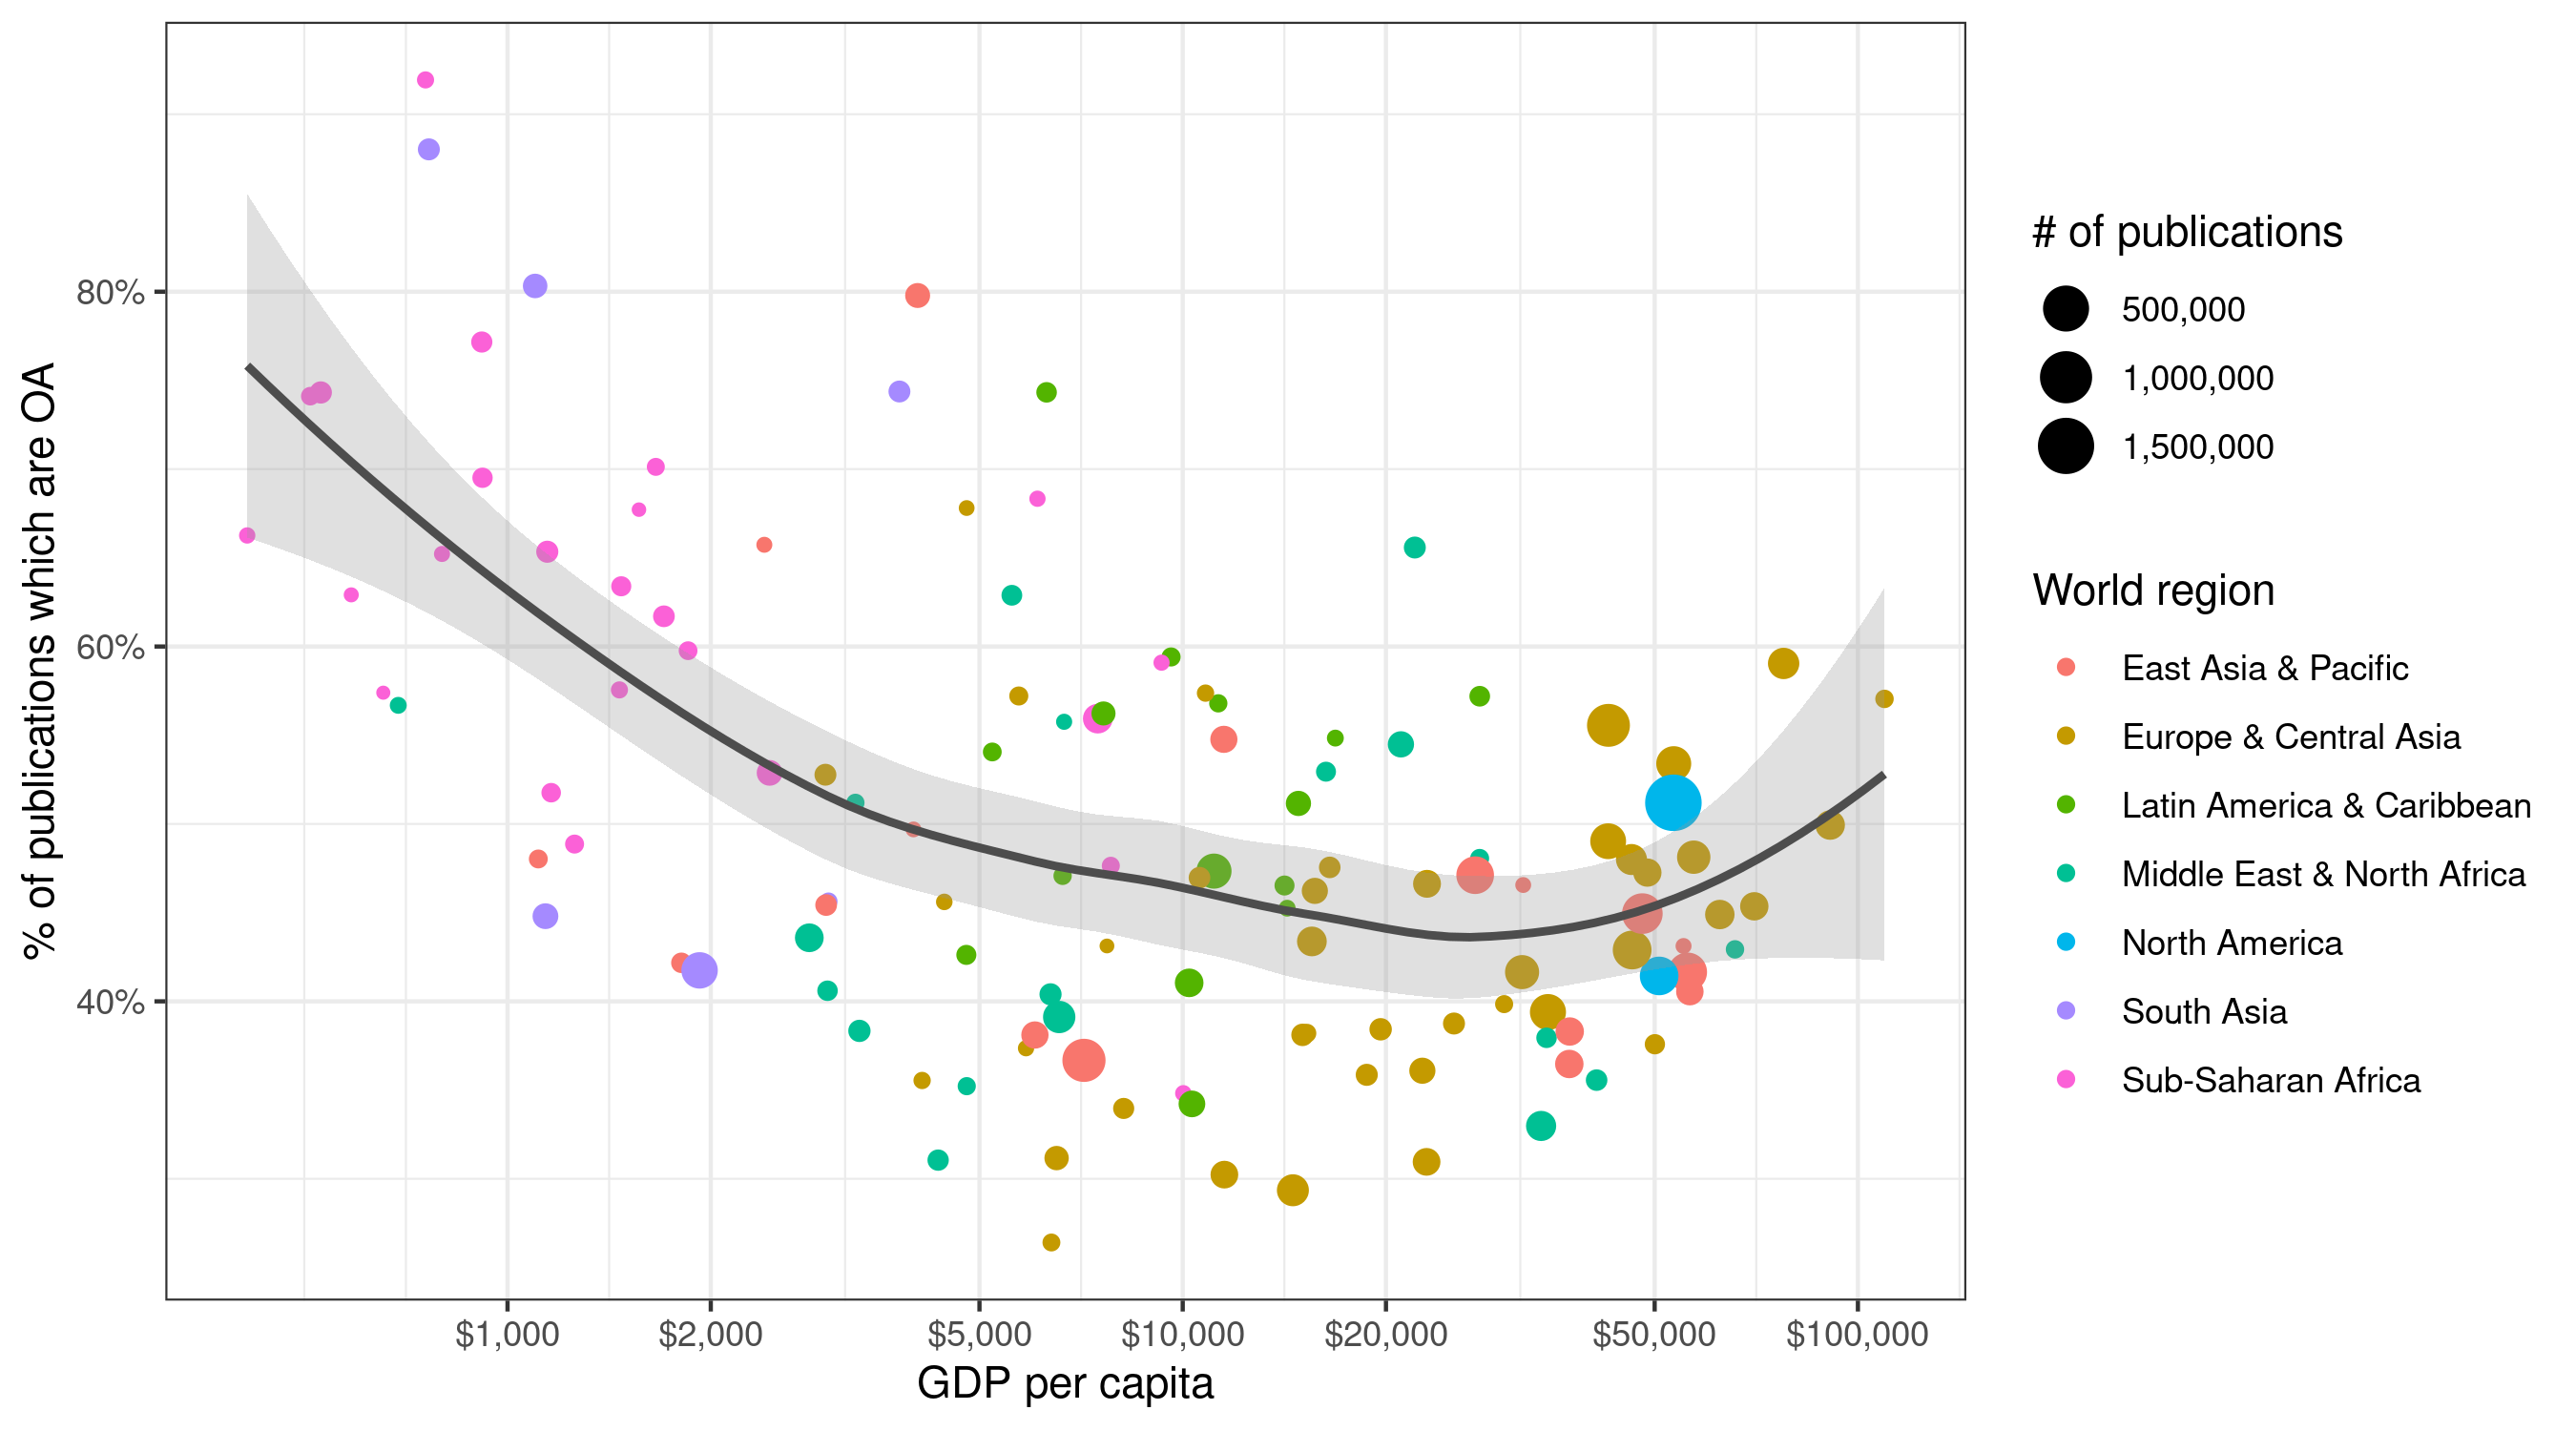 % of publications which are OA
80%
60%
40%
$1,000 $2,000 $5,000 $10,000 $20,000 $50,000 $100,000
GDP per capita
# of publications
500,000
1,000,000
1,500,000
World region
East Asia & Pacific
Europe & Central Asia
Latin America & Caribbean
Middle East & North Africa
North America
South Asia
Sub-Saharan Africa